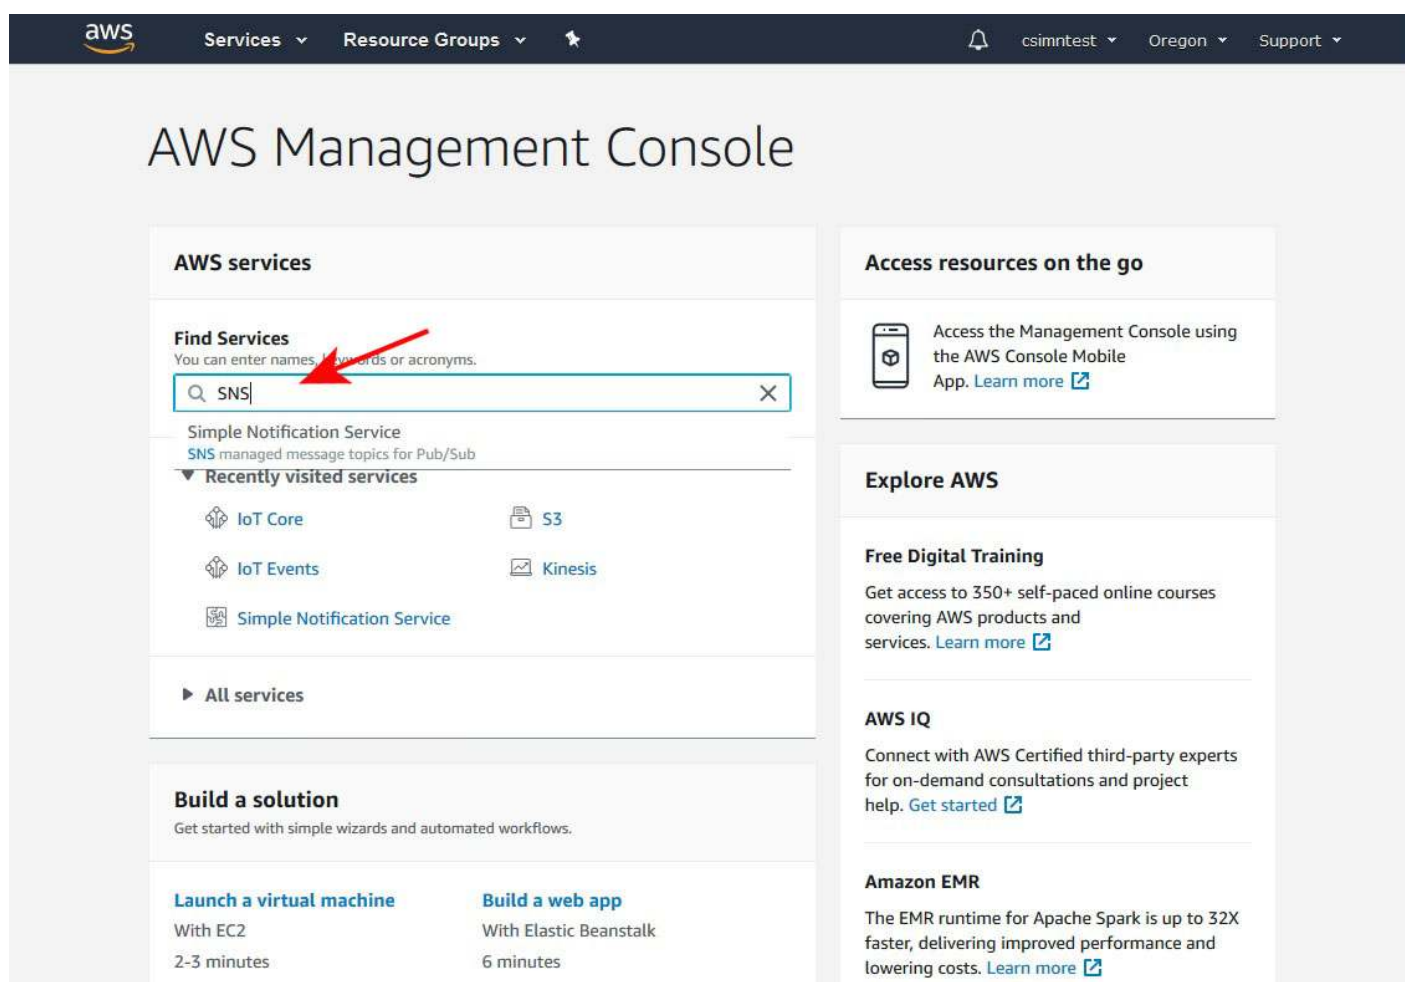 aws Services Resource Groups csimntest Oregon Support
AWS Management Console
AWS services
Find Services
You can enter names, keywords or acronyms.
SNS
Simple Notification Service
SNS managed message topics for Pub/Sub
Recently visited services
IoT Core
S3
IoT Events
Kinesis
Simple Notification Service
All services
Build a solution
Get started with simple wizards and automated workflows.
Launch a virtual machine
With EC2
2-3 minutes
Build a web app
With Elastic Beanstalk
6 minutes
Access resources on the go
Access the Management Console using
the AWS Console Mobile
App. Learn more
Explore AWS
Free Digital Training
Get access to 350+ self-paced online courses
covering AWS products and
services. Learn more
AWS IQ
Connect with AWS Certified third-party experts
for on-demand consultations and project
help. Get started
Amazon EMR
The EMR runtime for Apache Spark is up to 32X
faster, delivering improved performance and
lowering costs. Learn more